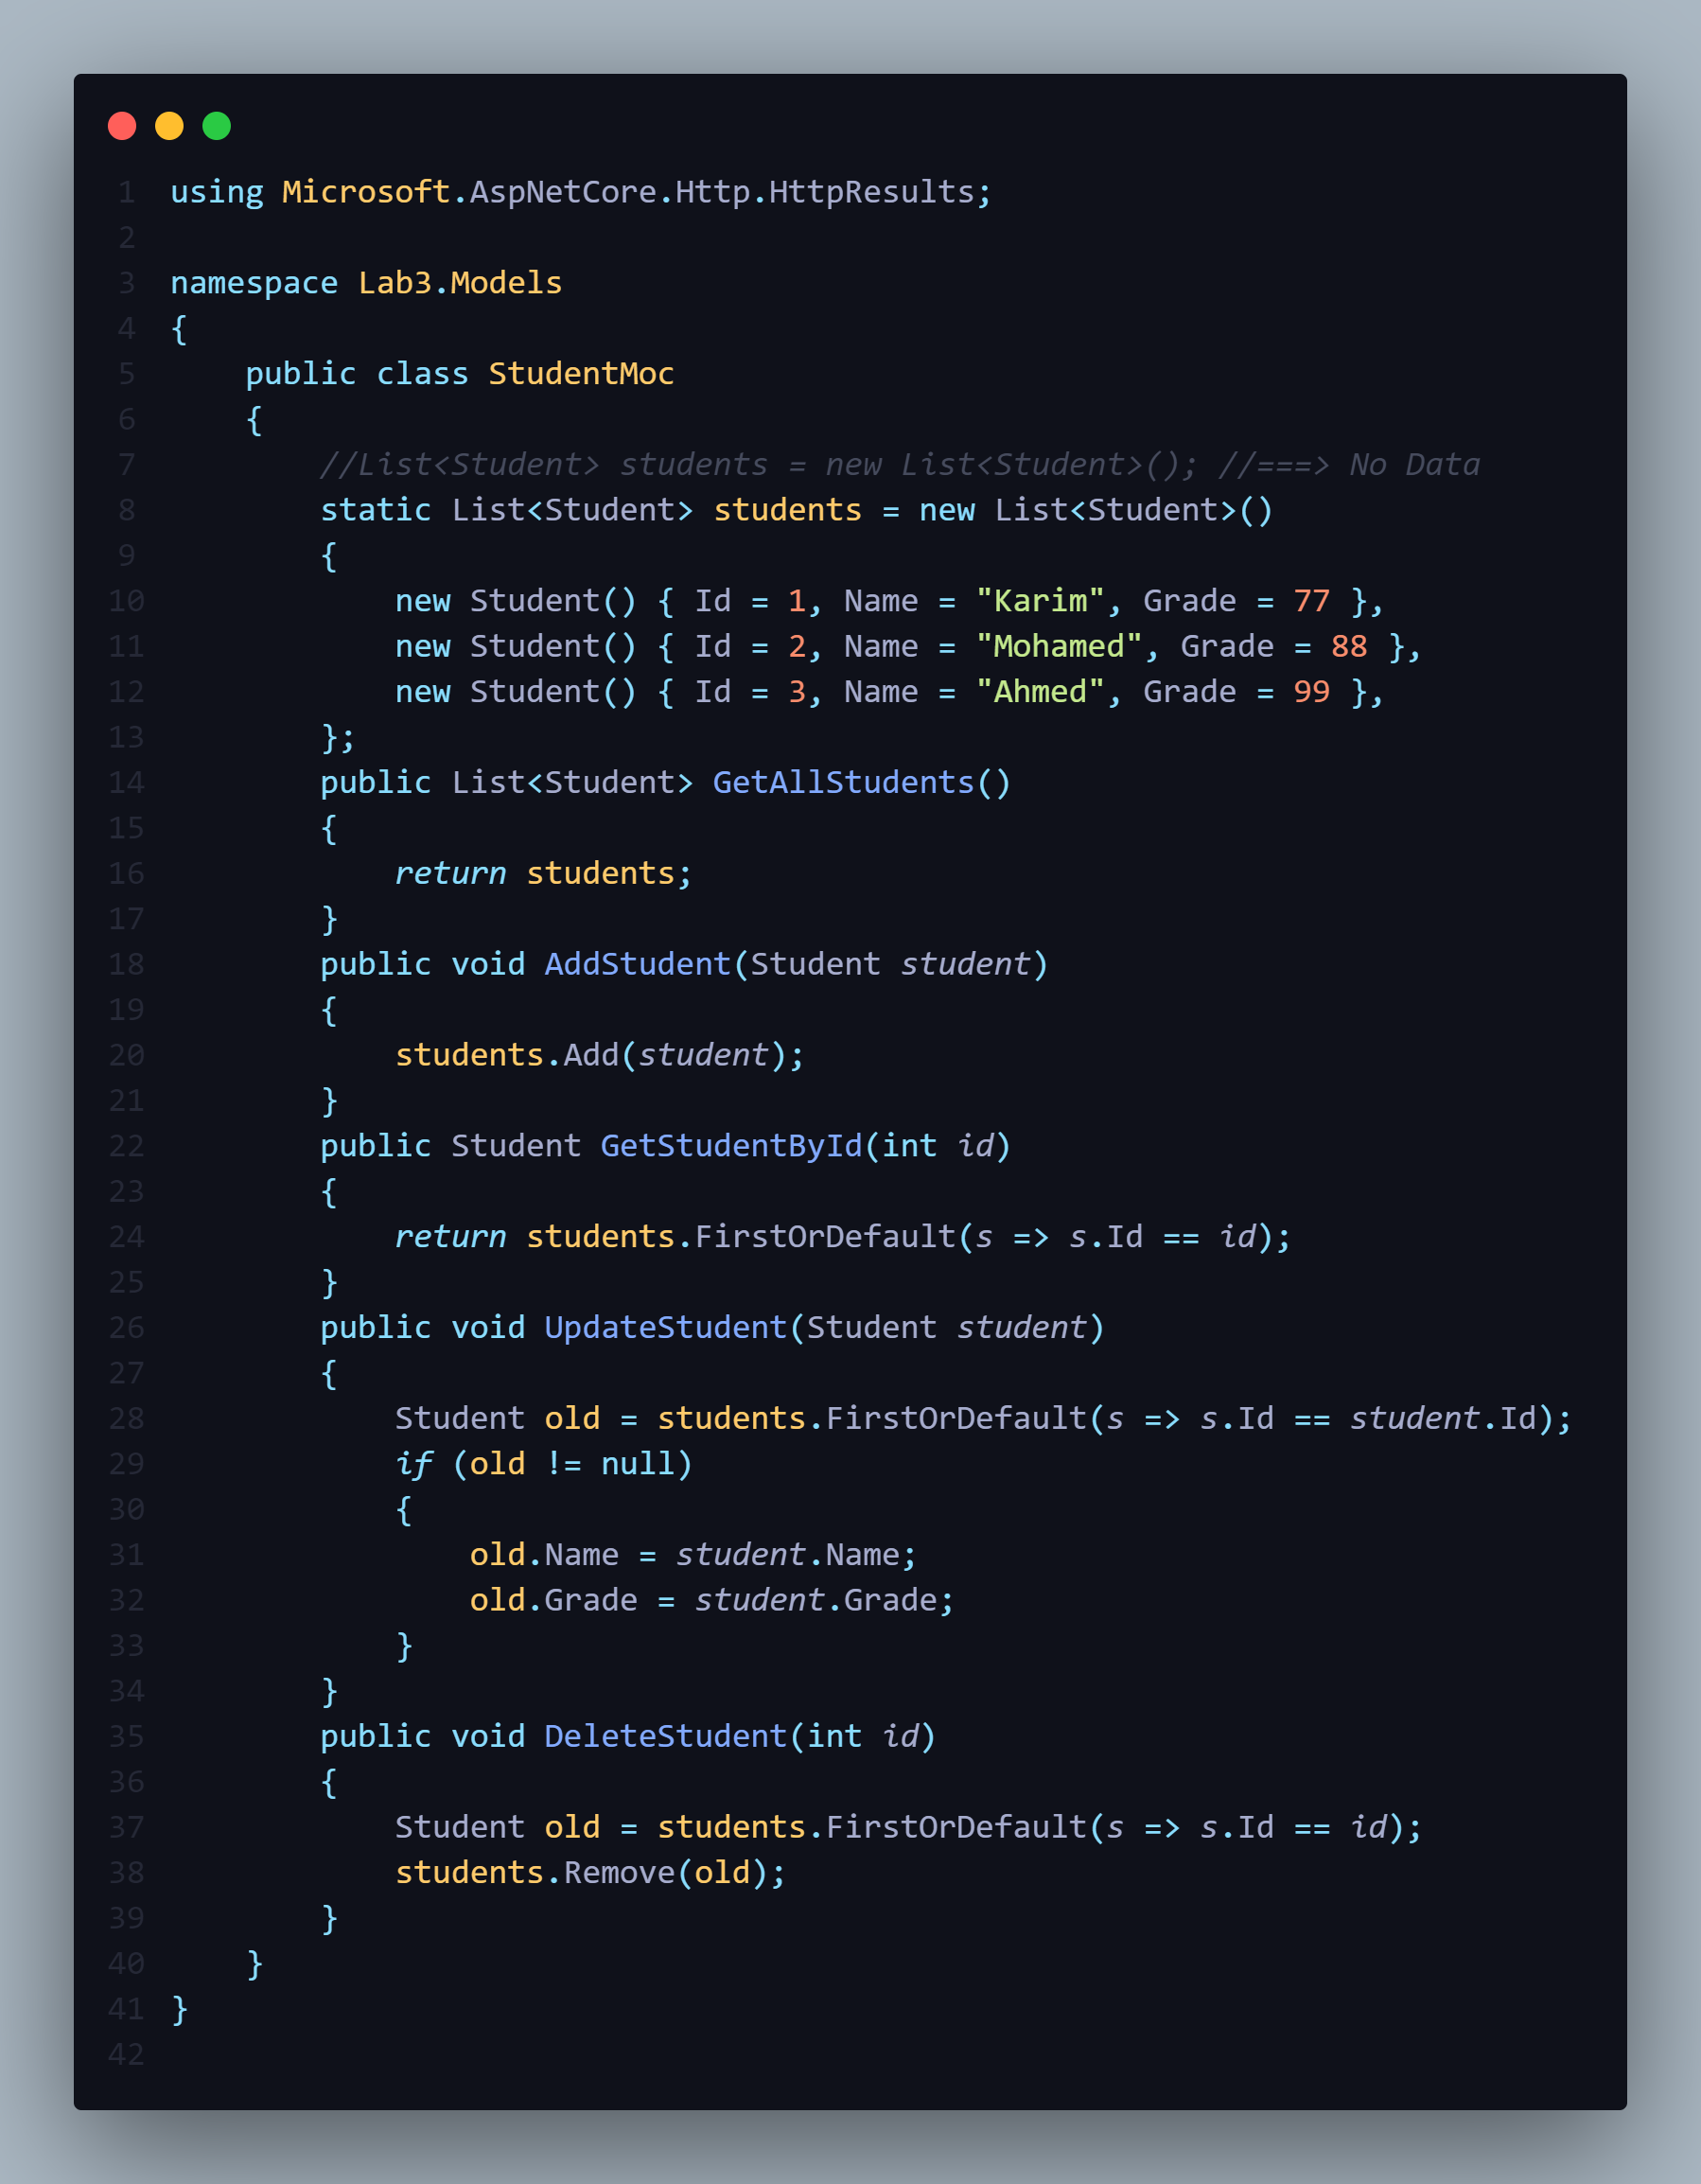 1 using Microsoft.AspNetCore.Http.HttpResults;
2
3 namespace Lab3.Models
4 {
5     public class StudentMoc
6     {
7         //List<Student> students = new List<Student>(); //===> No Data
8         static List<Student> students = new List<Student>()
9         {
10             new Student() { Id = 1, Name = "Karim", Grade = 77 },
11             new Student() { Id = 2, Name = "Mohamed", Grade = 88 },
12             new Student() { Id = 3, Name = "Ahmed", Grade = 99 },
13         };
14         public List<Student> GetAllStudents()
15         {
16             return students;
17         }
18         public void AddStudent(Student student)
19         {
20             students.Add(student);
21         }
22         public Student GetStudentById(int id)
23         {
24             return students.FirstOrDefault(s => s.Id == id);
25         }
26         public void UpdateStudent(Student student)
27         {
28             Student old = students.FirstOrDefault(s => s.Id == student.Id);
29             if (old != null)
30             {
31                 old.Name = student.Name;
32                 old.Grade = student.Grade;
33             }
34         }
35         public void DeleteStudent(int id)
36         {
37             Student old = students.FirstOrDefault(s => s.Id == id);
38             students.Remove(old);
39         }
40     }
41 }
42